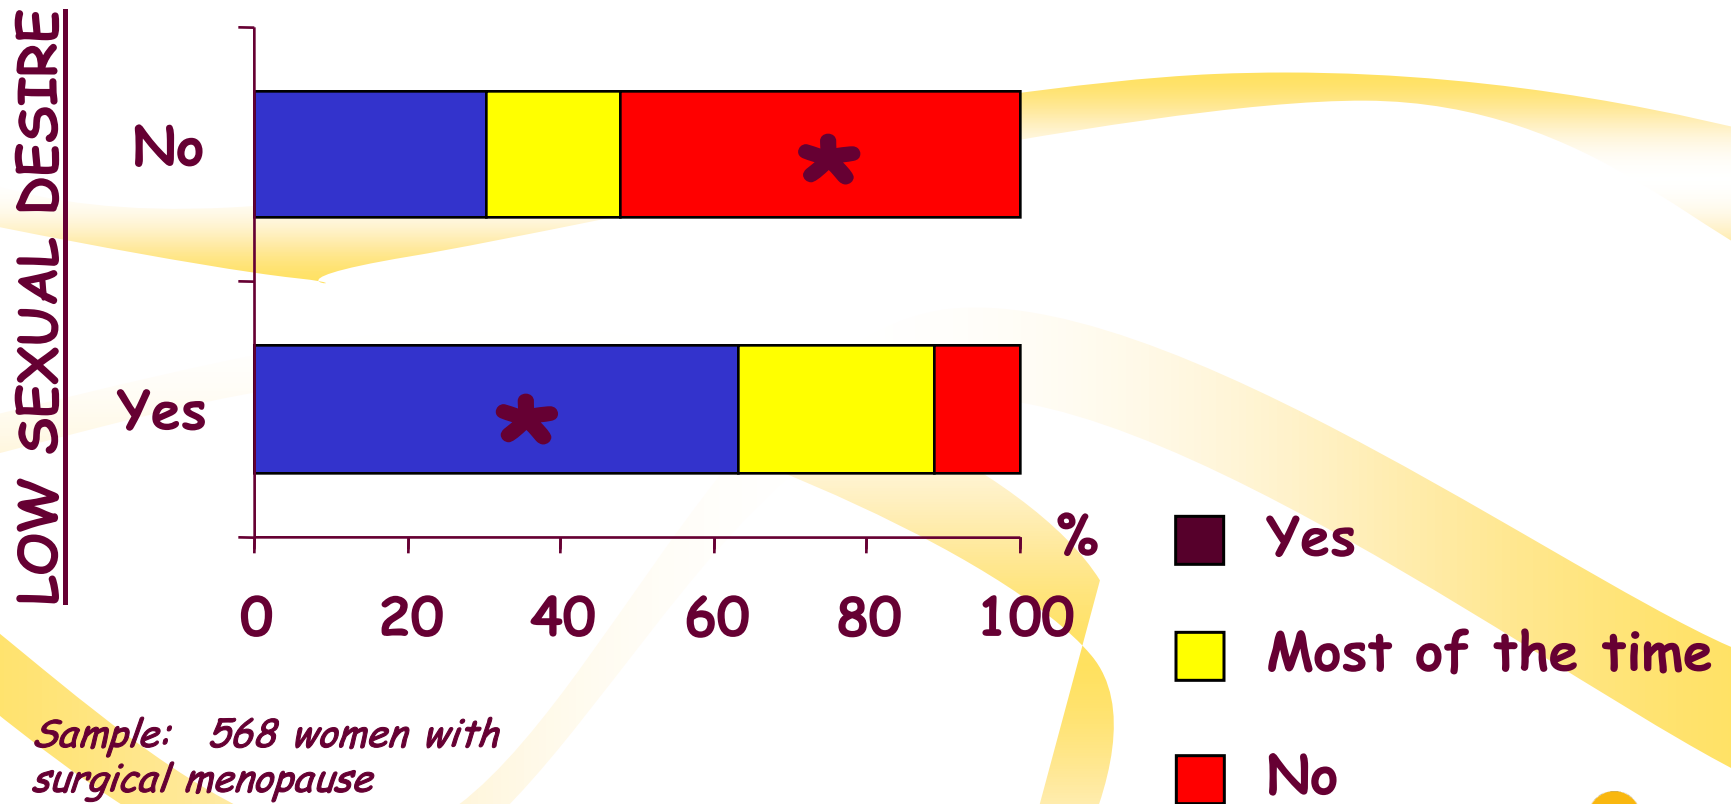 LOW SEXUAL DESIRE
No
*
Yes
*
%
0 20 40 60 80 100
Yes
Most of the time
No
Sample: 568 women with
surgical menopause